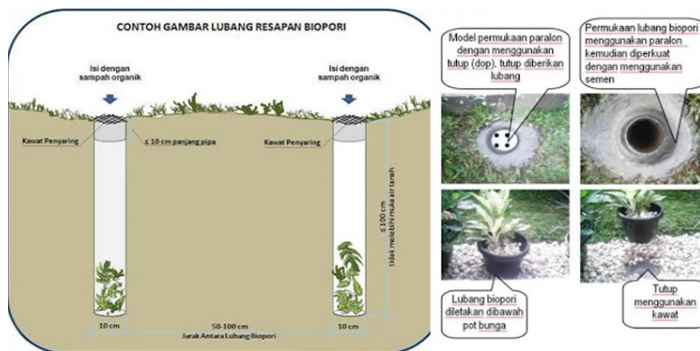 CONTOH GAMBAR LUBANG RESAPAN BIOPORI
Isi dengan
sampah organik
Isi dengan
sampah organik
Kawat Penyaring
≤ 10 cm panjang pipa
Kawat Penyaring
≤ 100 cm
tidak melebihi muka air tanah
10 cm
50-100 cm
10 cm
Jarak Antara Lubang Biopori
Model permukaan paralon
dengan menggunakan
tutup (dop), tutup diberikan
lubang
Permukaan lubang biopori
menggunakan paralon
kemudian diperkuat
dengan menggunakan
semen
Lubang biopori
diletakan dibawah
pot bunga
Tutup
menggunakan
kawat